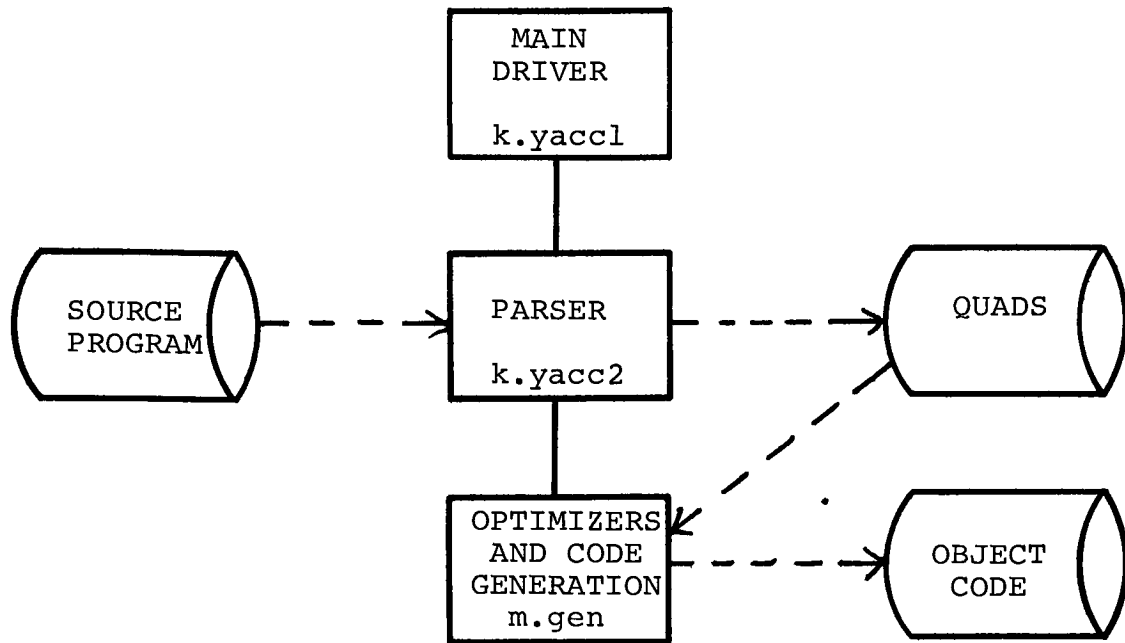 MAIN
DRIVER
k.yacc1
SOURCE
PROGRAM
PARSER
k.yacc2
QUADS
OPTIMIZERS
AND CODE
GENERATION
m.gen
OBJECT
CODE